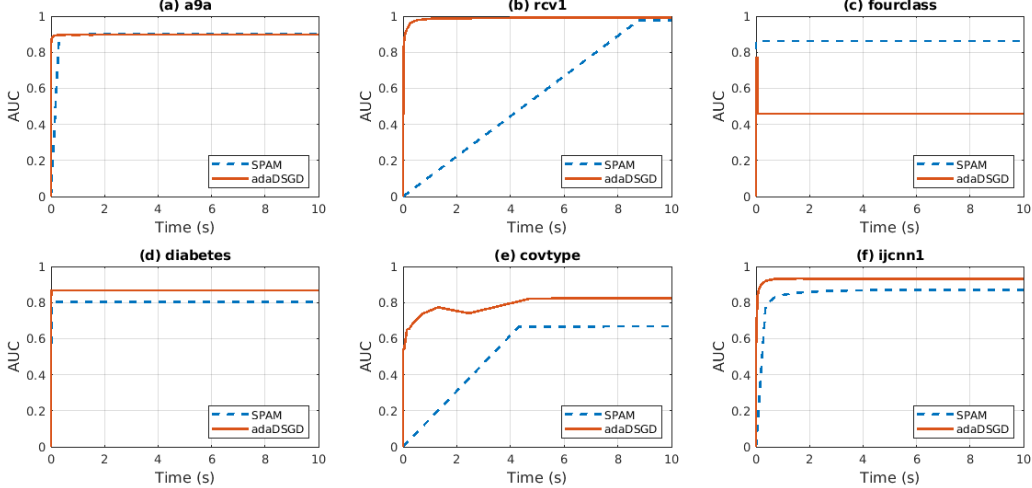 (a) a9a
1
0.8
0.6
0.4
0.2
0
AUC
SPAM
adaDSGD
0 2 4 6 8 10
Time (s)
(b) rcv1
1
0.8
0.6
0.4
0.2
0
AUC
SPAM
adaDSGD
0 2 4 6 8 10
Time (s)
(c) fourclass
1
0.8
0.6
0.4
0.2
0
AUC
SPAM
adaDSGD
0 2 4 6 8 10
Time (s)
(d) diabetes
1
0.8
0.6
0.4
0.2
0
AUC
SPAM
adaDSGD
0 2 4 6 8 10
Time (s)
(e) covtype
1
0.8
0.6
0.4
0.2
0
AUC
SPAM
adaDSGD
0 2 4 6 8 10
Time (s)
(f) ijcnn1
1
0.8
0.6
0.4
0.2
0
AUC
SPAM
adaDSGD
0 2 4 6 8 10
Time (s)